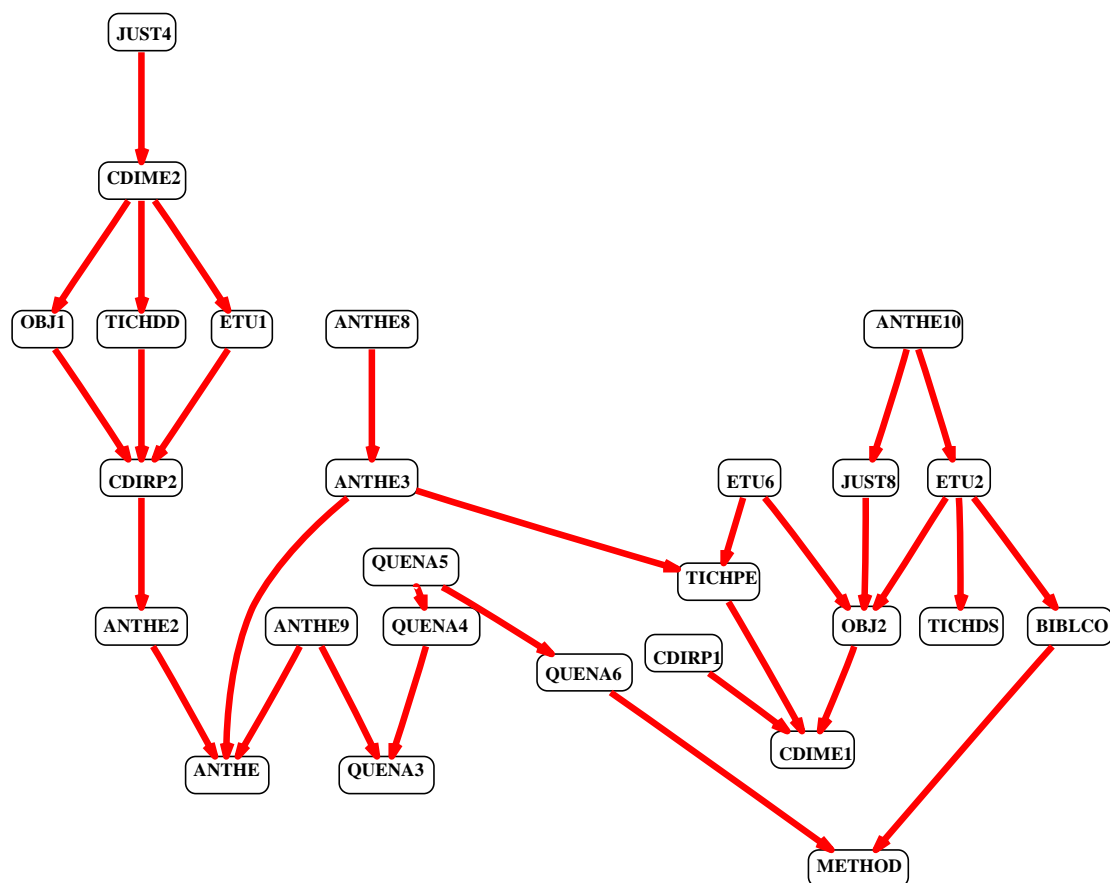 JUST4
CDIME2
OBJ1
TICHDD
ETU1
ANTHE8
ANTHE10
CDIRP2
ANTHE3
ETU6
JUST8
ETU2
QUENA5
TICHPE
ANTHE2
ANTHE9
QUENA4
OBJ2
TICHDS
BIBLCO
CDIRP1
QUENA6
ANTHE
QUENA3
CDIME1
METHOD